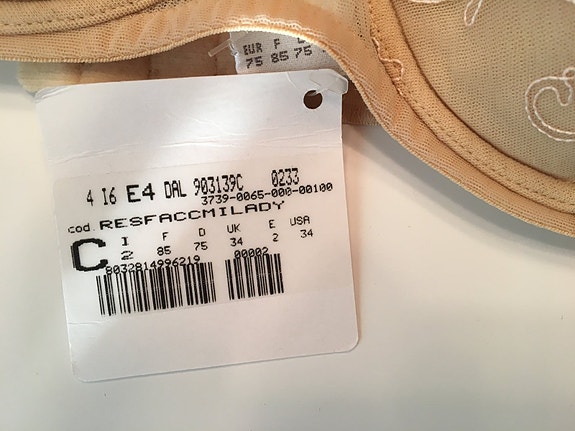 EUR F
75 85 75
4 I6 E4 DAL 903139C 0233
3739-0065-000-00100
cod. RESFACCMILADY
C I F D UK E USA
2 85 75 34 2 34
8032814996219 00002